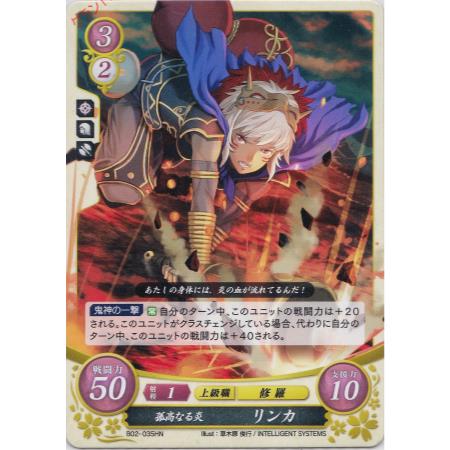 3
2
あたしの身体には、炎の血が流れてるんだ!
鬼神の一撃 常 自分のターン中、このユニットの戦闘力は+20
される。このユニットがクラスチェンジしている場合、代わりに自分の
ターン中、このユニットの戦闘力は+40される。
戦闘力
50
射程 1 上級職 修羅
支援力
10
孤高なる炎 リンカ
B02-035HN Illust:草木原 俊行 / INTELLIGENT SYSTEMS